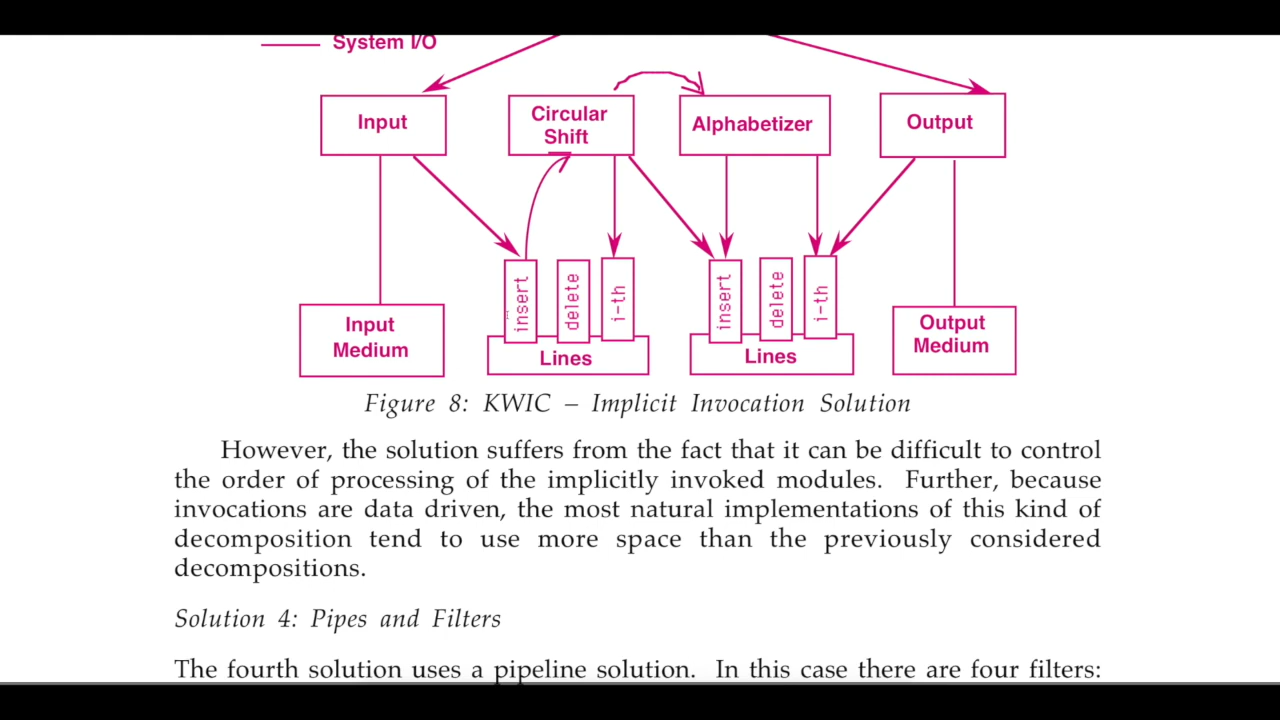 System I/O
Input
Circular
Shift
Alphabetizer
Output
insert
delete
i-th
insert
delete
i-th
Input
Medium
Lines
Lines
Output
Medium
Figure 8: KWIC – Implicit Invocation Solution
However, the solution suffers from the fact that it can be difficult to control
the order of processing of the implicitly invoked modules. Further, because
invocations are data driven, the most natural implementations of this kind of
decomposition tend to use more space than the previously considered
decompositions.
Solution 4: Pipes and Filters
The fourth solution uses a pipeline solution. In this case there are four filters: